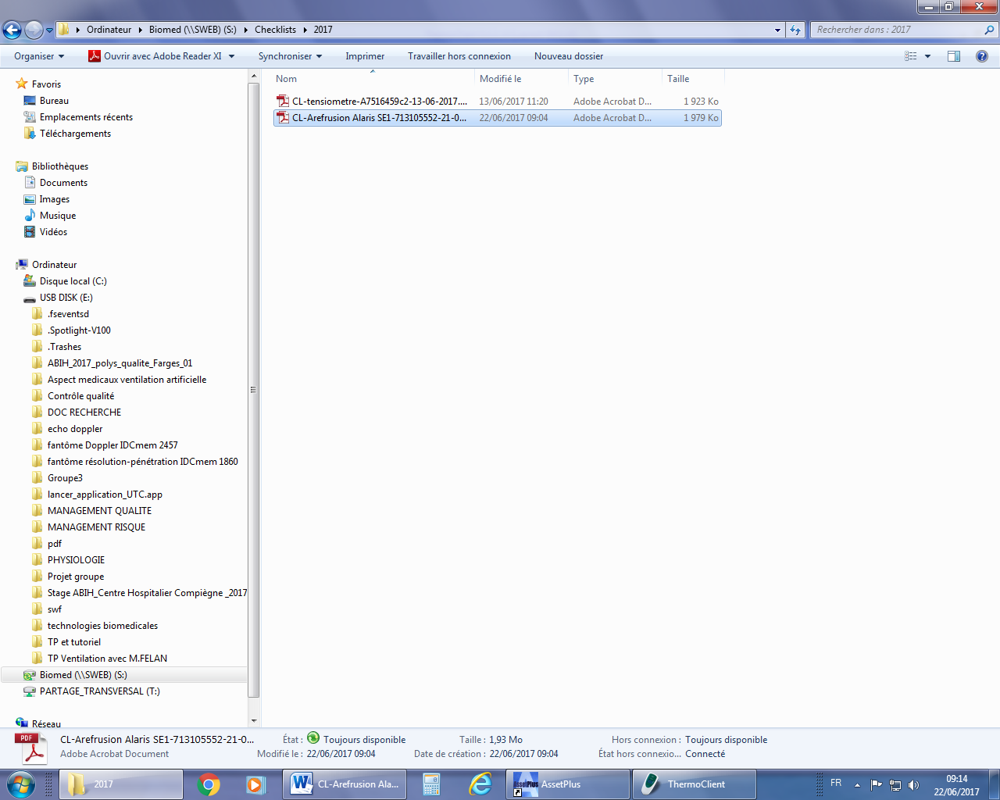 Ordinateur Biomed (\\SWEB) (S:) Checklists 2017
Rechercher dans : 2017
Organiser Ouvrir avec Adobe Reader XI Synchroniser Imprimer Travailler hors connexion Nouveau dossier
Favoris
Bureau
Emplacements récents
Téléchargements
Bibliothèques
Documents
Images
Musique
Vidéos
Ordinateur
Disque local (C:)
USB DISK (E:)
.fseventsd
.Spotlight-V100
.Trashes
ABIH_2017_polys_qualite_Farges_01
Aspect medicaux ventilation artificielle
Contrôle qualité
DOC RECHERCHE
echo doppler
fantôme Doppler IDCmem 2457
fantôme résolution-pénétration IDCmem 1860
Groupe3
lancer_application_UTC.app
MANAGEMENT QUALITE
MANAGEMENT RISQUE
pdf
PHYSIOLOGIE
Projet groupe
Stage ABIH_Centre Hospitalier Compiègne _2017
swf
technologies biomedicales
TP et tutoriel
TP Ventilation avec M.FELAN
Biomed (\\SWEB) (S:)
PARTAGE_TRANSVERSAL (T:)
Réseau
Nom Modifié le Type Taille
CL-tensiometre-A7516459c2-13-06-2017.... 13/06/2017 11:20 Adobe Acrobat D... 1 923 Ko
CL-Arefrusion Alaris SE1-713105552-21-0... 22/06/2017 09:04 Adobe Acrobat D... 1 979 Ko
PDF
CL-Arefrusion Alaris SE1-713105552-21-0... État : Toujours disponible Taille : 1,93 Mo Hors connexion : Toujours disponible
Adobe Acrobat Document Modifié le : 22/06/2017 09:04 Date de création : 22/06/2017 09:04 État hors connexio... Connecté
2017 CL-Arefrusion Ala... AssetPlus AssetPlus ThermoClient FR 09:14
22/06/2017